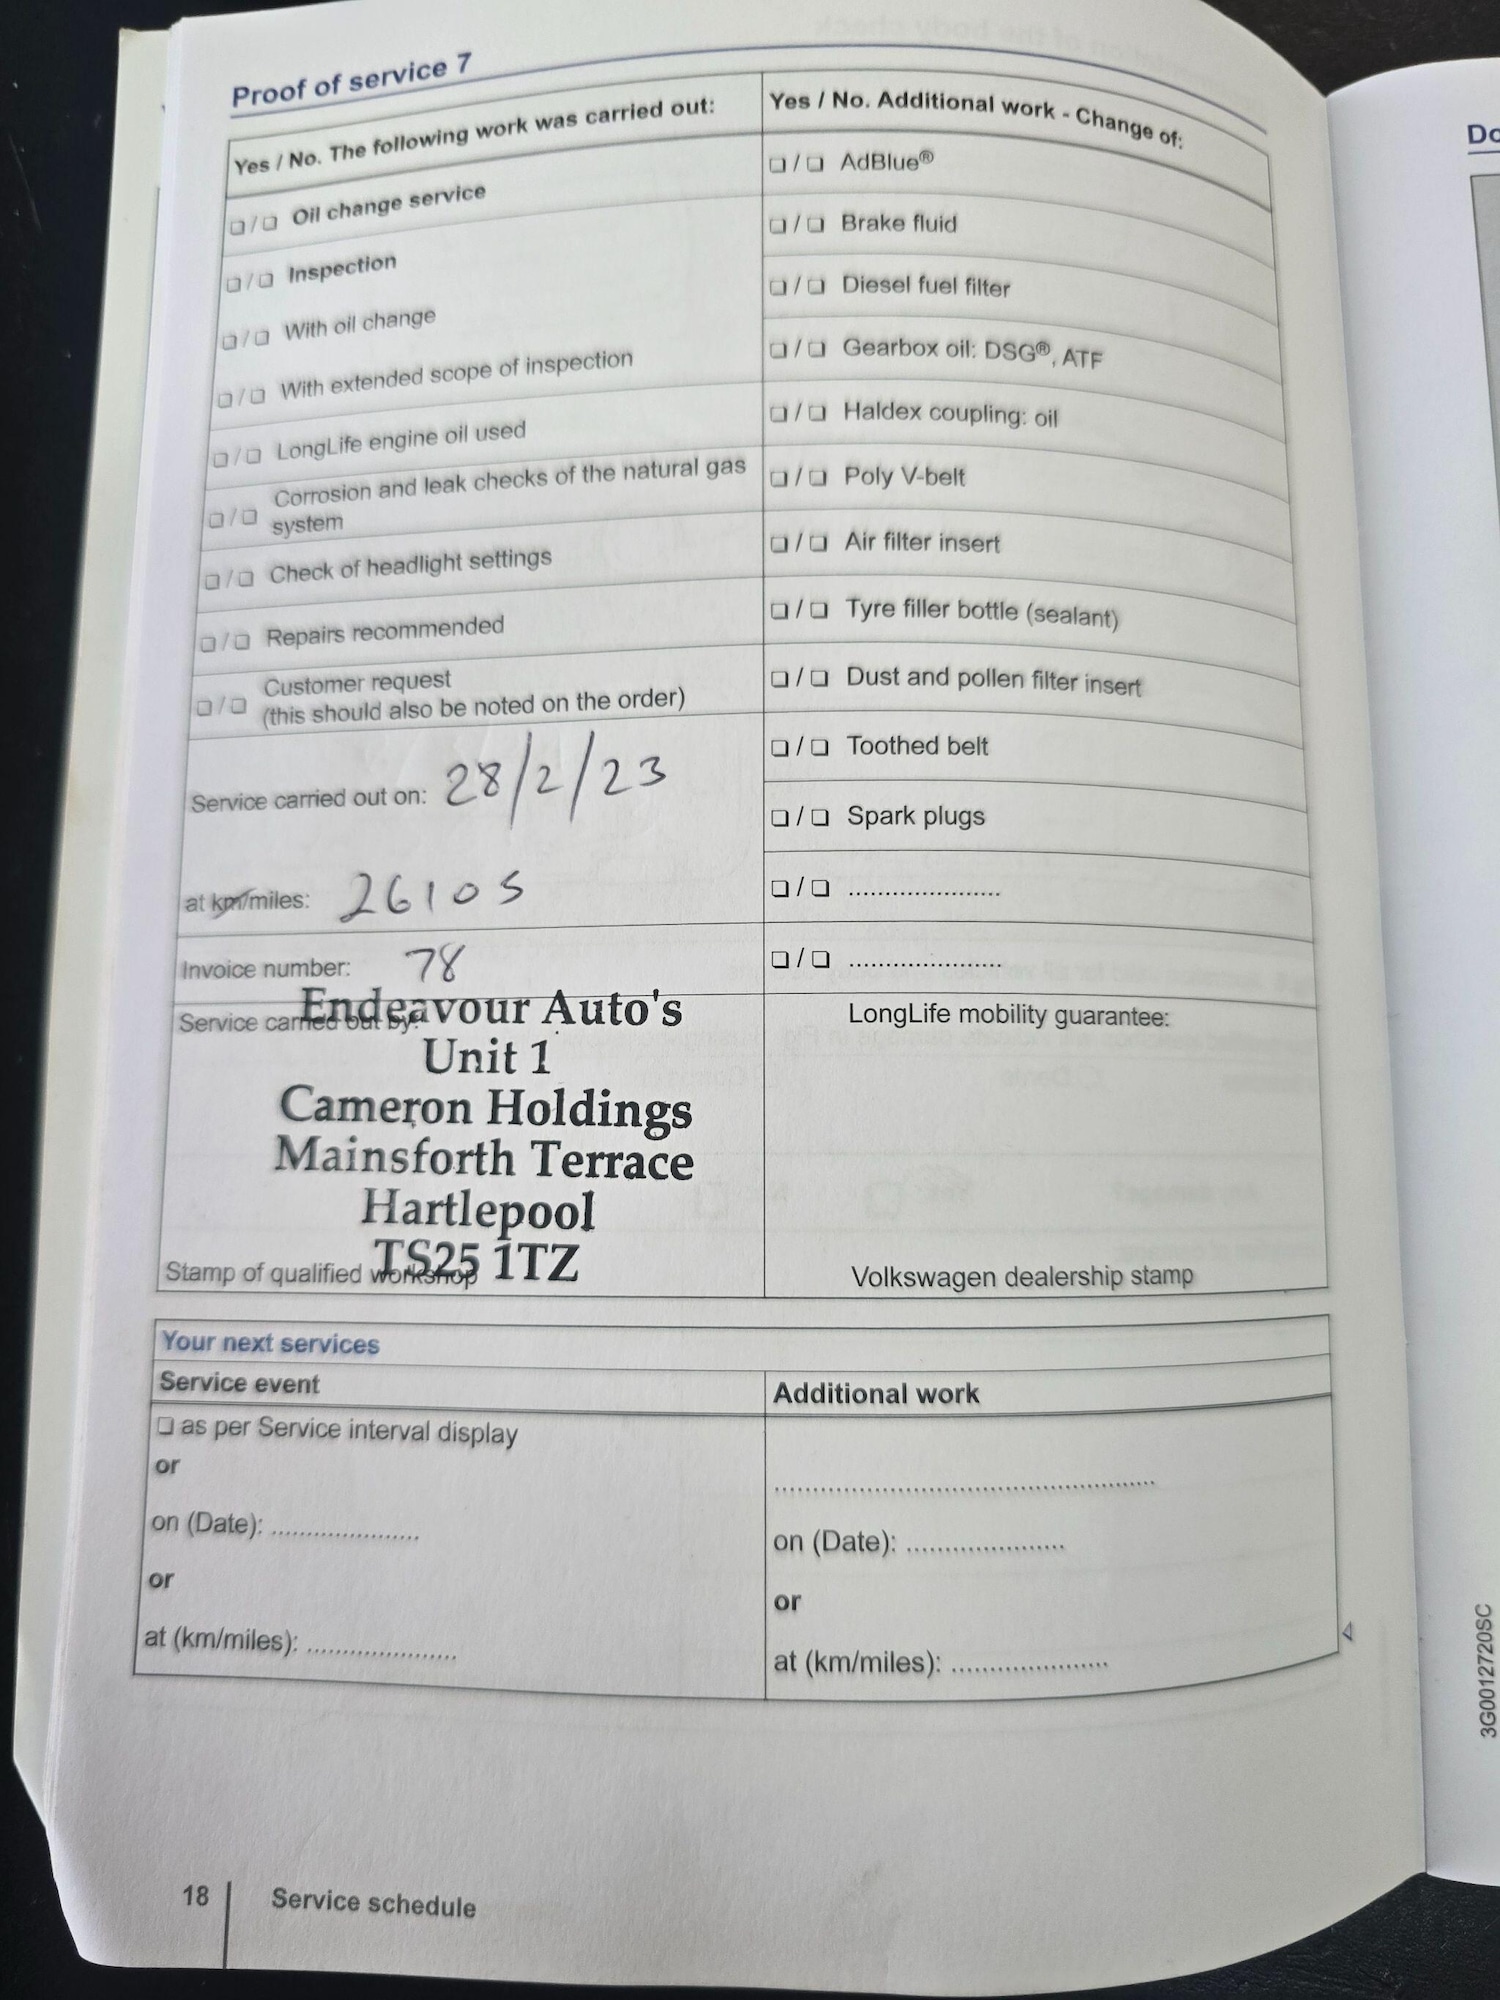 Proof of service 7
Yes / No. The following work was carried out:
❏ / ❏ Oil change service
❏ / ❏ Inspection
❏ / ❏ With oil change
❏ / ❏ With extended scope of inspection
❏ / ❏ LongLife engine oil used
❏ / ❏ Corrosion and leak checks of the natural gas
system
❏ / ❏ Check of headlight settings
❏ / ❏ Repairs recommended
❏ / ❏ Customer request
(this should also be noted on the order)
Service carried out on: 28/2/23
at km/miles: 26105
Invoice number: 78
Service carried out by:
Endeavour Auto's
Unit 1
Cameron Holdings
Mainsforth Terrace
Hartlepool
TS25 1TZ
Stamp of qualified workshop
Yes / No. Additional work - Change of:
❏ / ❏ AdBlue®
❏ / ❏ Brake fluid
❏ / ❏ Diesel fuel filter
❏ / ❏ Gearbox oil: DSG®, ATF
❏ / ❏ Haldex coupling: oil
❏ / ❏ Poly V-belt
❏ / ❏ Air filter insert
❏ / ❏ Tyre filler bottle (sealant)
❏ / ❏ Dust and pollen filter insert
❏ / ❏ Toothed belt
❏ / ❏ Spark plugs
❏ / ❏ .....................
❏ / ❏ .....................
LongLife mobility guarantee:
Volkswagen dealership stamp
Your next services
Service event
❏ as per Service interval display
or
on (Date): .....................
or
at (km/miles): .....................
Additional work
.....................................................
on (Date): .....................
or
at (km/miles): .....................
18
Service schedule
Do
3G0012720SC